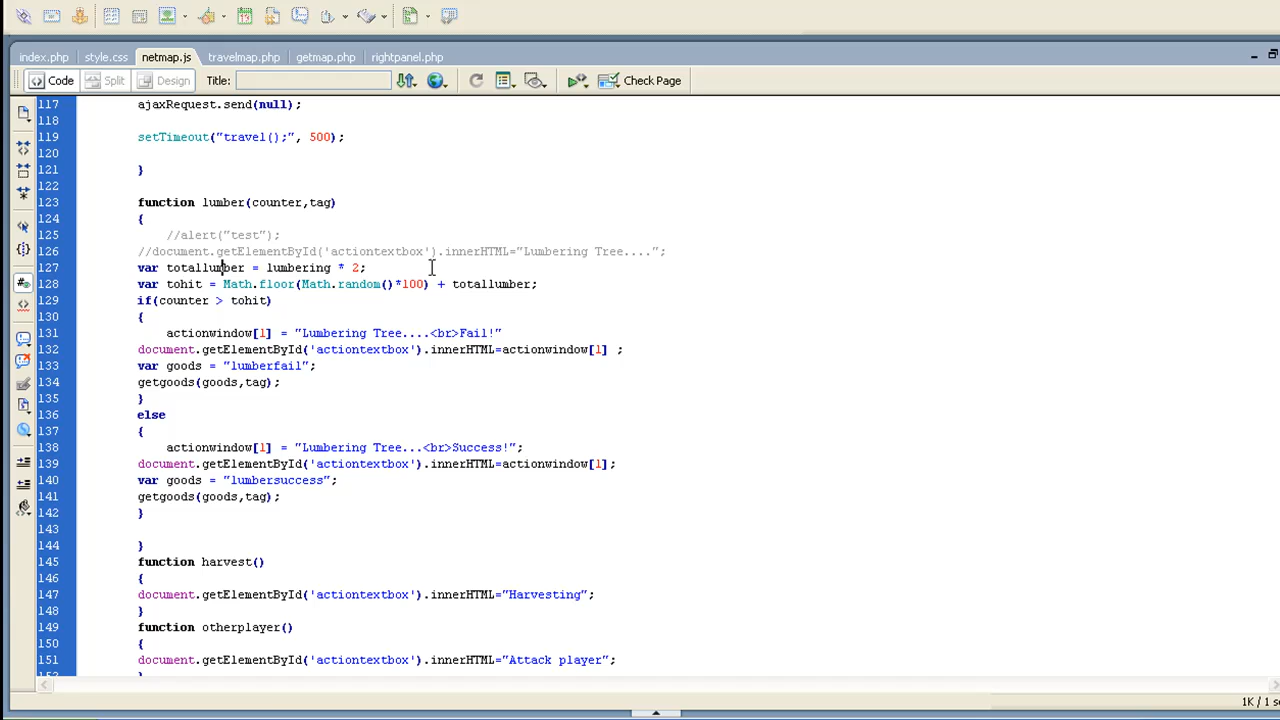 index.php style.css netmap.js travelmap.php getmap.php rightpanel.php
Code Split Design Title: Check Page
117 ajaxRequest.send(null);
118
119 setTimeout("travel();", 500);
120
121 }
122
123 function lumber(counter,tag)
124 {
125 //alert("test");
126 //document.getElementById('actiontextbox').innerHTML="Lumbering Tree....";
127 var totallumber = lumbering * 2;
128 var tohit = Math.floor(Math.random()*100) + totallumber;
129 if(counter > tohit)
130 {
131 actionwindow[1] = "Lumbering Tree....<br>Fail!"
132 document.getElementById('actiontextbox').innerHTML=actionwindow[1] ;
133 var goods = "lumberfail";
134 getgoods(goods,tag);
135 }
136 else
137 {
138 actionwindow[1] = "Lumbering Tree...<br>Success!";
139 document.getElementById('actiontextbox').innerHTML=actionwindow[1];
140 var goods = "lumbersuccess";
141 getgoods(goods,tag);
142 }
143
144 }
145 function harvest()
146 {
147 document.getElementById('actiontextbox').innerHTML="Harvesting";
148 }
149 function otherplayer()
150 {
151 document.getElementById('actiontextbox').innerHTML="Attack player";
}
1K / 1 s